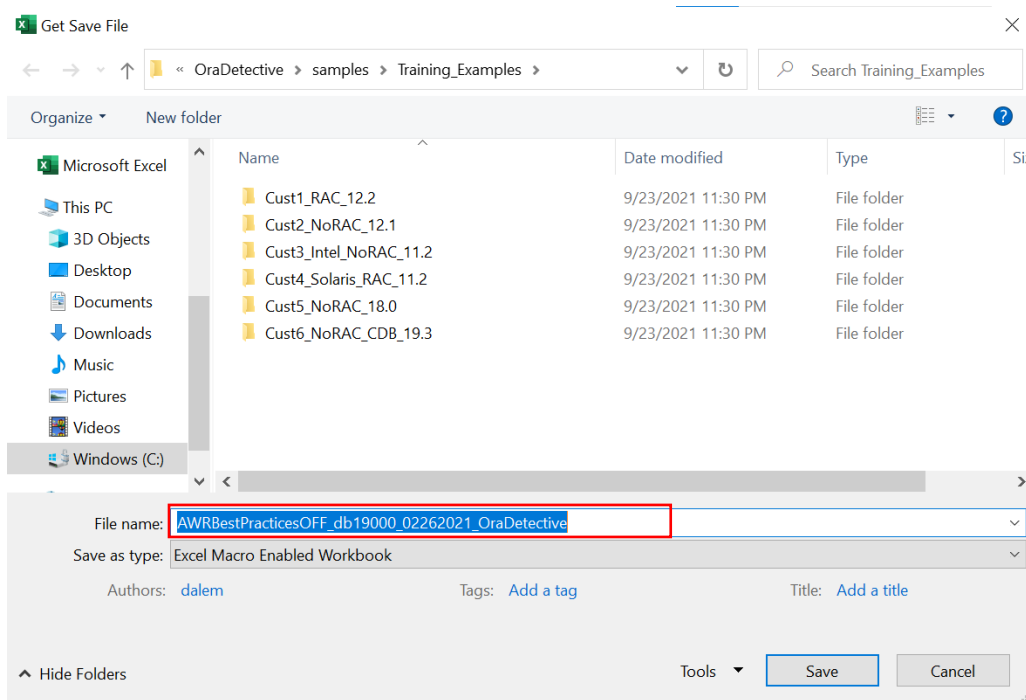 Get Save File
« OraDetective > samples > Training_Examples > Search Training_Examples
Organize New folder ?
Microsoft Excel
This PC
3D Objects
Desktop
Documents
Downloads
Music
Pictures
Videos
Windows (C:)
Name Date modified Type
Cust1_RAC_12.2 9/23/2021 11:30 PM File folder
Cust2_NoRAC_12.1 9/23/2021 11:30 PM File folder
Cust3_Intel_NoRAC_11.2 9/23/2021 11:30 PM File folder
Cust4_Solaris_RAC_11.2 9/23/2021 11:30 PM File folder
Cust5_NoRAC_18.0 9/23/2021 11:30 PM File folder
Cust6_NoRAC_CDB_19.3 9/23/2021 11:30 PM File folder
File name: AWRBestPracticesOFF_db19000_02262021_OraDetective
Save as type: Excel Macro Enabled Workbook
Authors: dalem Tags: Add a tag Title: Add a title
Hide Folders Tools Save Cancel